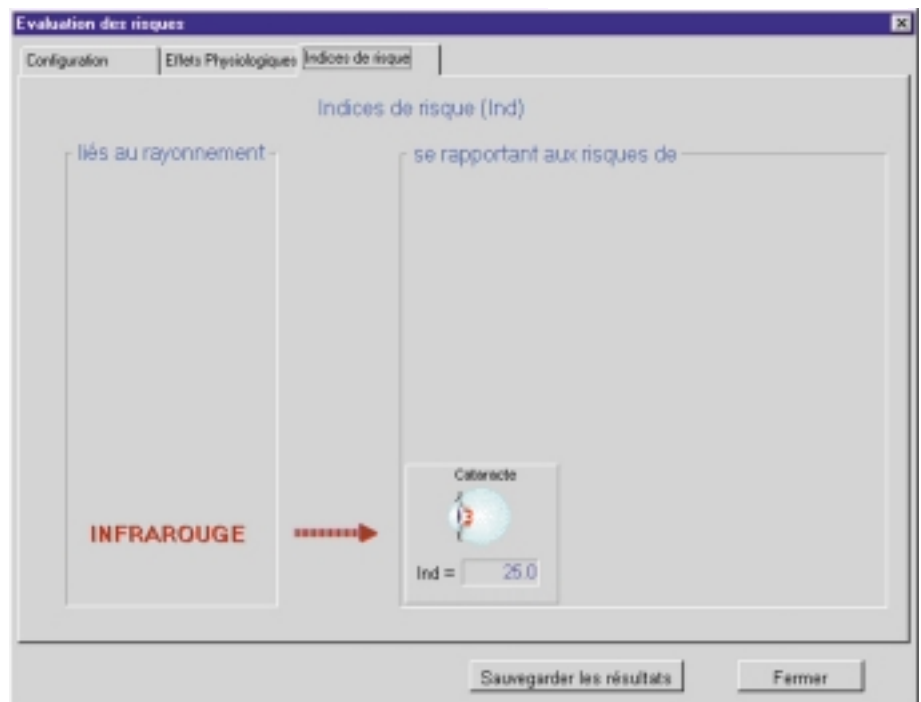 Evaluation des risques
Configuration Effets Physiologiques Indices de risque
Indices de risque (Ind)
liés au rayonnement
se rapportant aux risques de
Cataracte
INFRAROUGE
Ind = 25.0
Sauvegarder les résultats Fermer